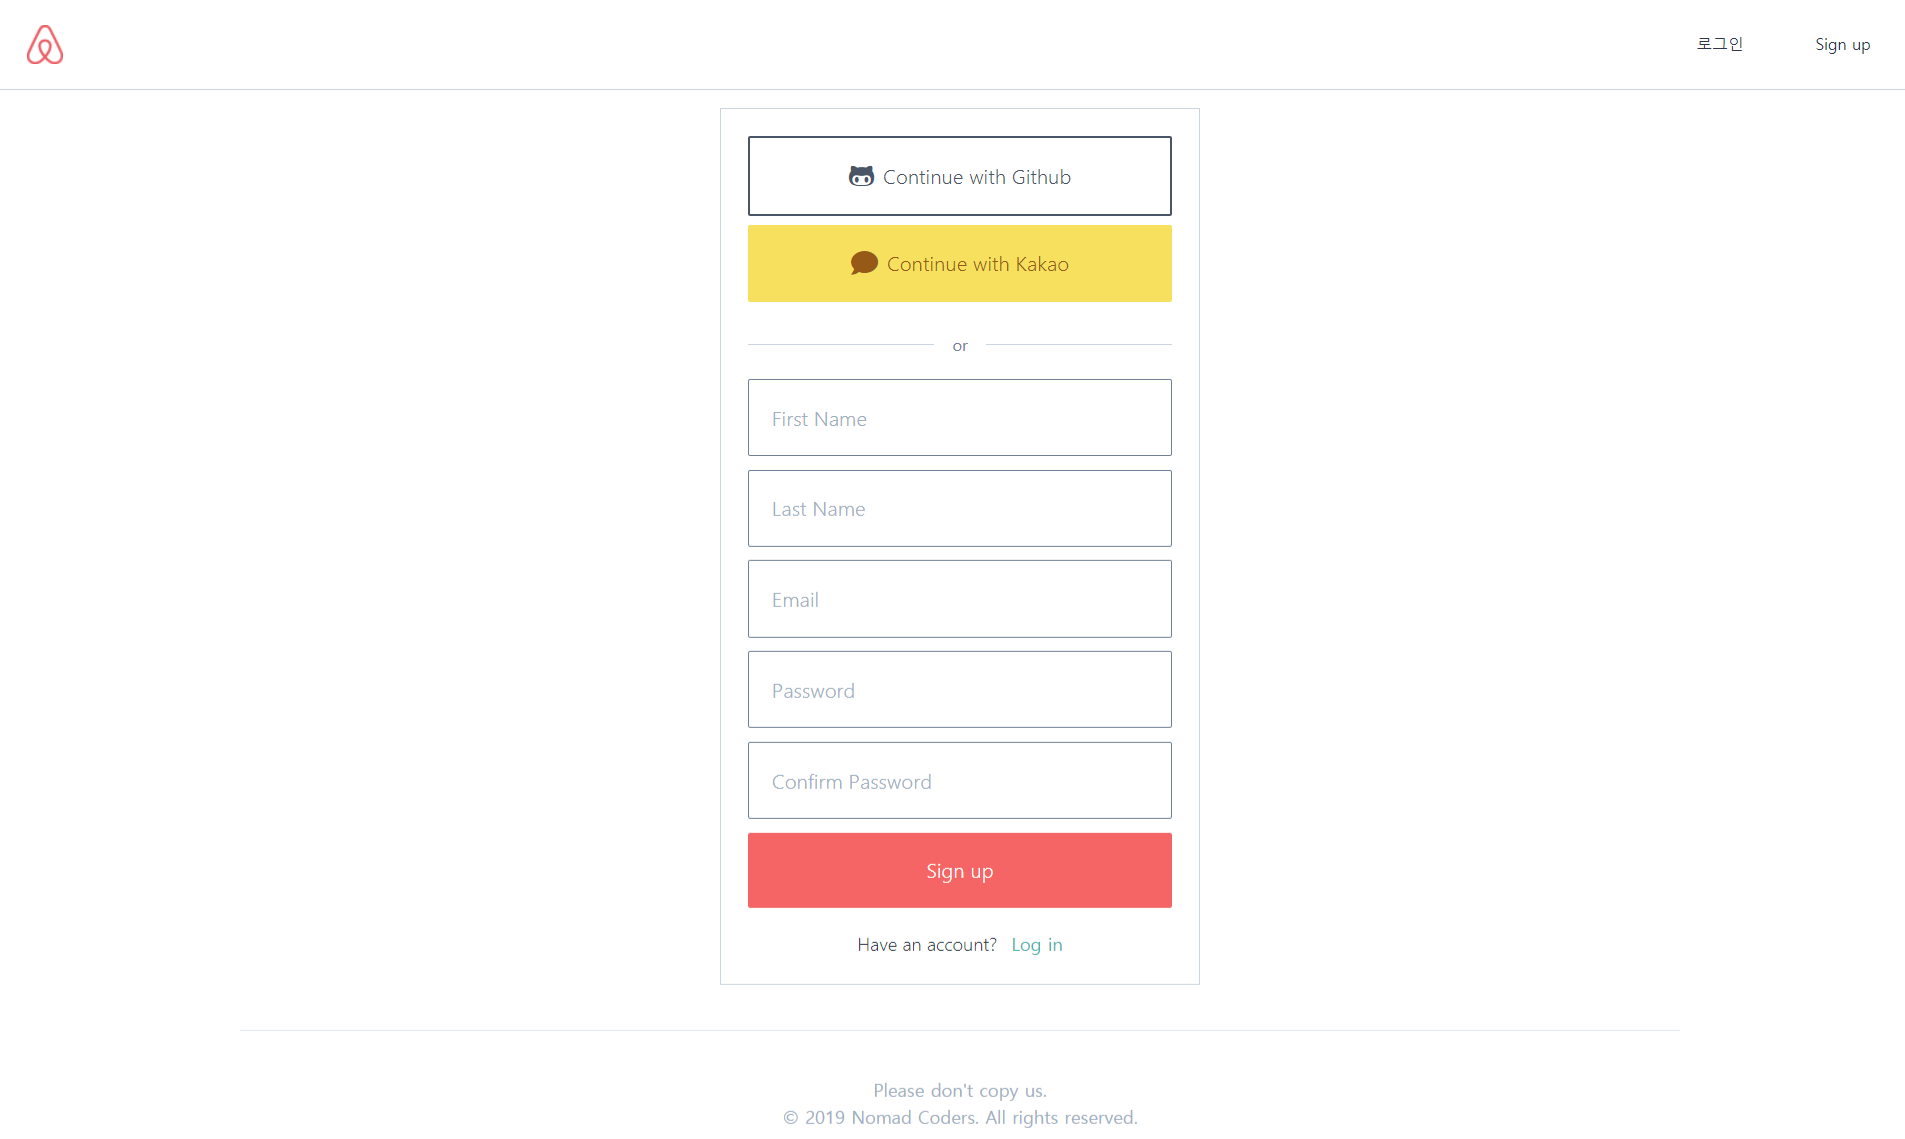 로그인
Sign up
Continue with Github
Continue with Kakao
or
First Name
Last Name
Email
Password
Confirm Password
Sign up
Have an account? Log in
Please don't copy us.
© 2019 Nomad Coders. All rights reserved.